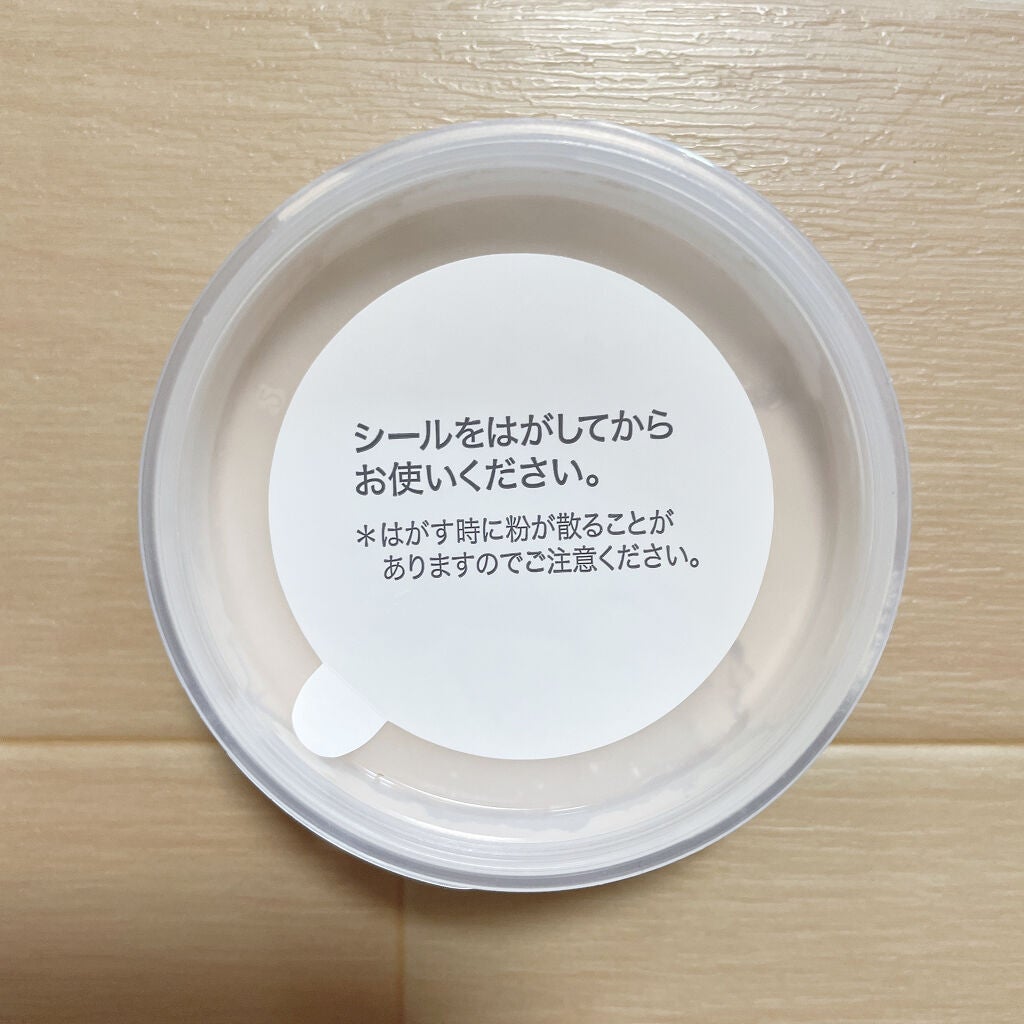 シールをはがしてから
お使いください。
＊はがす時に粉が散ることが
ありますのでご注意ください。